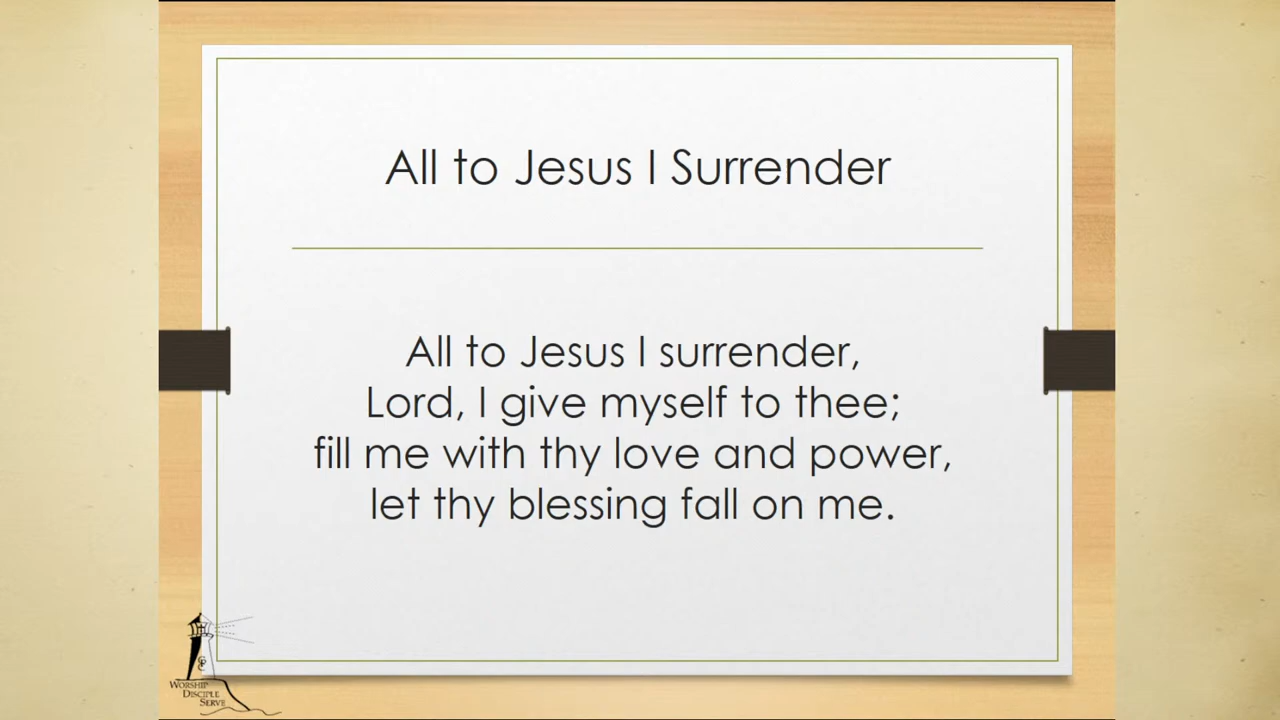 All to Jesus I Surrender
All to Jesus I surrender,
Lord, I give myself to thee;
fill me with thy love and power,
let thy blessing fall on me.
Worship
Disciple
Serve